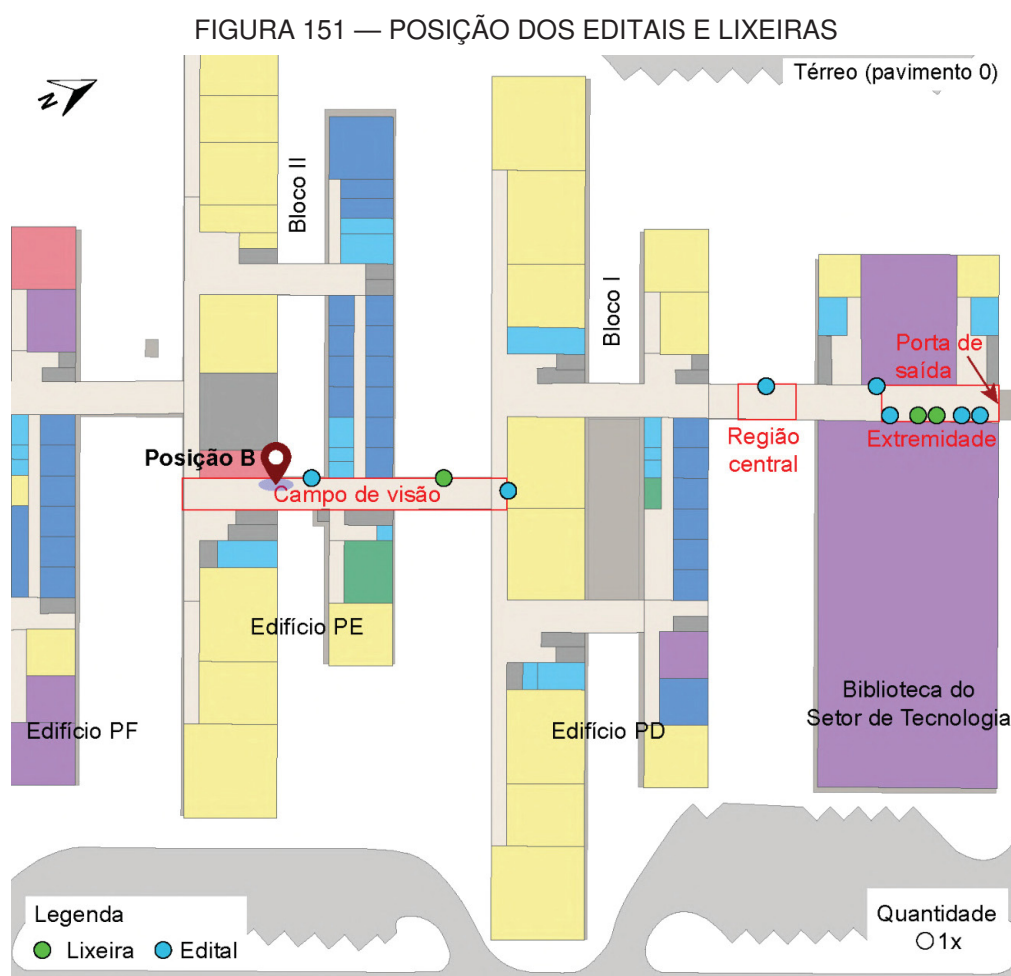 FIGURA 151 — POSIÇÃO DOS EDITAIS E LIXEIRAS
Térreo (pavimento 0)
N
Bloco II
Bloco I
Porta de
saída
Posição B
Campo de visão
Região
central
Extremidade
Edifício PE
Edifício PF
Edifício PD
Biblioteca do
Setor de Tecnologia
Legenda
Lixeira
Edital
Quantidade
1x